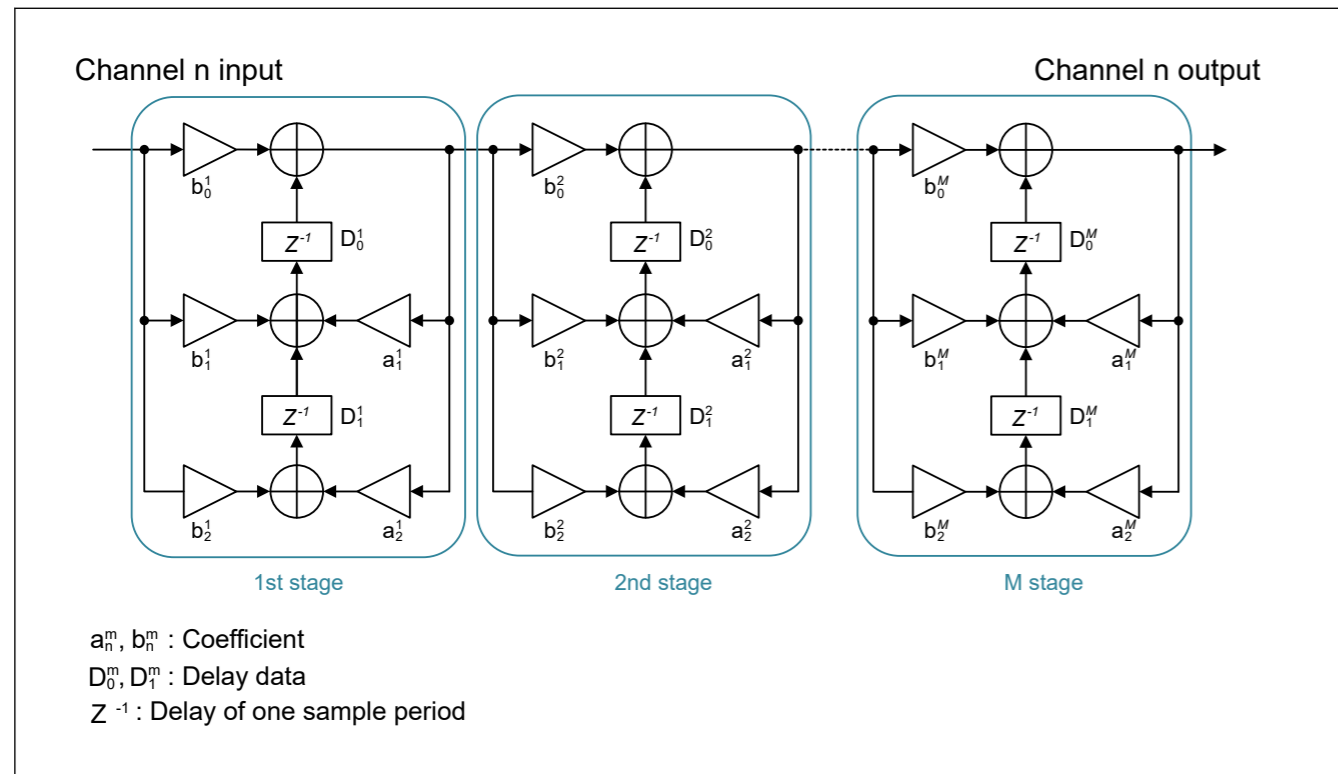 Channel n input Channel n output
b₀¹ b₀² b₀ᴹ
Z⁻¹ D₀¹ Z⁻¹ D₀² Z⁻¹ D₀ᴹ
b₁¹ a₁¹ b₁² a₁² b₁ᴹ a₁ᴹ
Z⁻¹ D₁¹ Z⁻¹ D₁² Z⁻¹ D₁ᴹ
b₂¹ a₂¹ b₂² a₂² b₂ᴹ a₂ᴹ
1st stage 2nd stage M stage
aₙᵐ, bₙᵐ : Coefficient
D₀ᵐ, D₁ᵐ : Delay data
Z ⁻¹ : Delay of one sample period